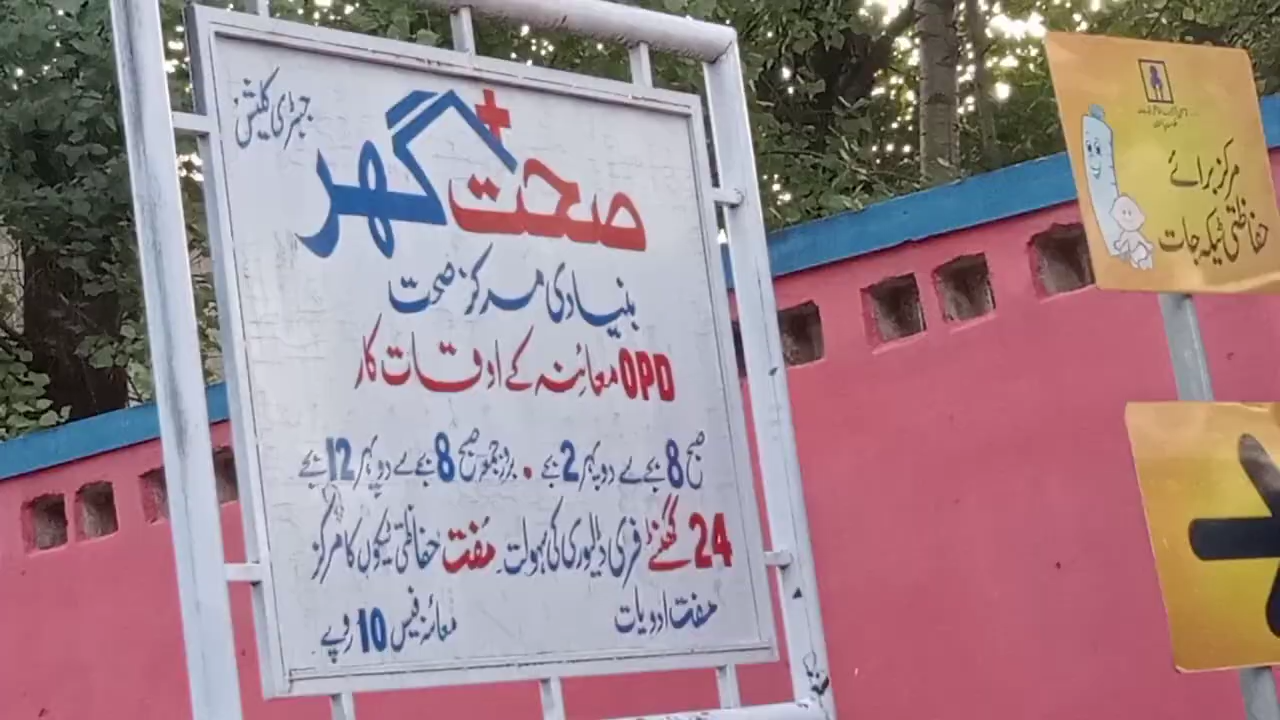 صحت گھر
بنیادی مرکز صحت
OPD معائنہ کے اوقات کار
صبح 8 بجے سے دوپہر 2 بجے • بروز جمعہ صبح 8 بجے سے دوپہر 12 بجے
24 گھنٹے فری ڈلیوری کی سہولت۔ مفت حفاظتی ٹیکوں کا مرکز
مفت ادویات
معائنہ فیس 10 روپے
مرکز برائے
حفاظتی ٹیکہ جات